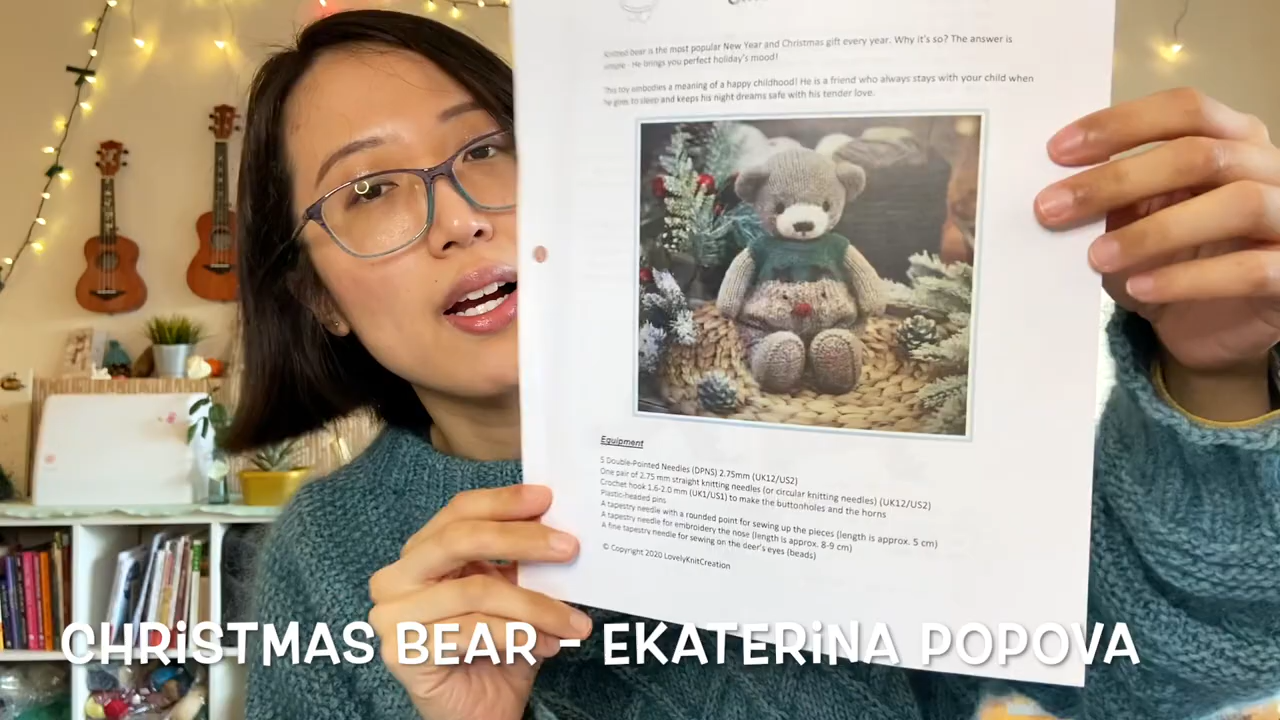 Knitted bear is the most popular New Year and Christmas gift every year. Why it's so? The answer is
simple - He brings you perfect holiday's mood!
This toy embodies a meaning of a happy childhood! He is a friend who always stays with your child when
he goes to sleep and keeps his night dreams safe with his tender love.
Equipment
5 Double-Pointed Needles (DPNS) 2.75mm (UK12/US2)
One pair of 2.75 mm straight knitting needles (or circular knitting needles) (UK12/US2)
Crochet hook 1.6-2.0 mm (UK1/US1) to make the buttonholes and the horns
Plastic-headed pins
A tapestry needle with a rounded point for sewing up the pieces (length is approx. 5 cm)
A tapestry needle for embroidery the nose (length is approx. 8-9 cm)
A fine tapestry needle for sewing on the deer's eyes (beads)
© Copyright 2020 LovelyKnitCreation
CHRiSTMAS BEAR - EKATERiNA POPOVA